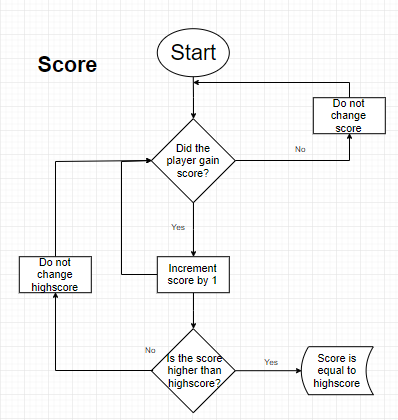 Start
Score
Do not
change
score
Did the
player gain
score?
No
Yes
Do not
change
highscore
Increment
score by 1
No
Is the score
higher than
highscore?
Yes
Score is
equal to
highscore